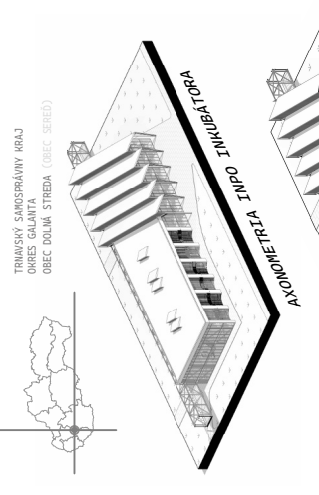 TRNAVSKÝ SAMOSPRÁVNY KRAJ
OKRES GALANTA
OBEC DOLNÁ STREDA (OBEC SEREĎ)
AXONOMETRIA INPO INKUBÁTORA